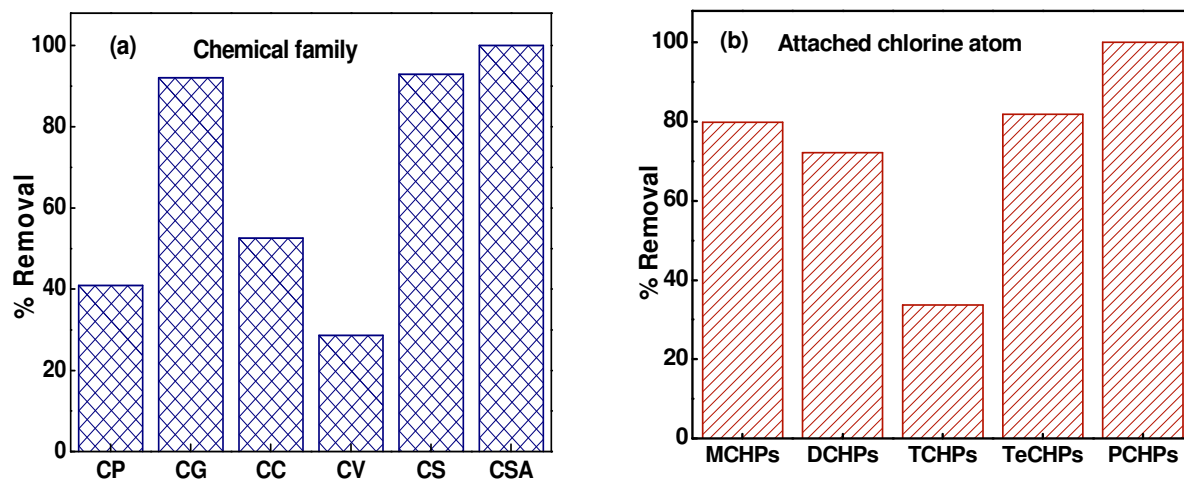 (a) Chemical family
% Removal
100
80
60
40
20
0
CP CG CC CV CS CSA
(b) Attached chlorine atom
% Removal
100
80
60
40
20
0
MCHPs DCHPs TCHPs TeCHPs PCHPs